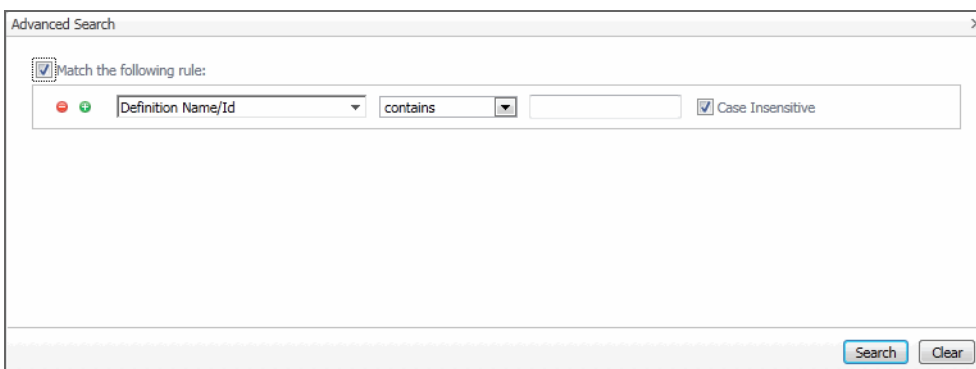 Advanced Search
Match the following rule:
Definition Name/Id contains Case Insensitive
Search Clear